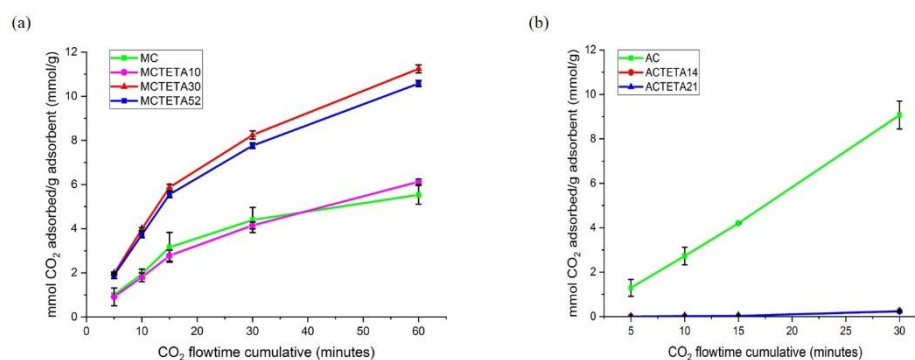 (a)
(b)
MC
MCTETA10
MCTETA30
MCTETA52
mmol CO₂ adsorbed/g adsorbent (mmol/g)
12
10
8
6
4
2
0
0 10 20 30 40 50 60
CO₂ flowtime cumulative (minutes)
AC
ACTETA14
ACTETA21
mmol CO₂ adsorbed/g adsorbent (mmol/g)
12
10
8
6
4
2
0
5 10 15 20 25 30
CO₂ flowtime cumulative (minutes)